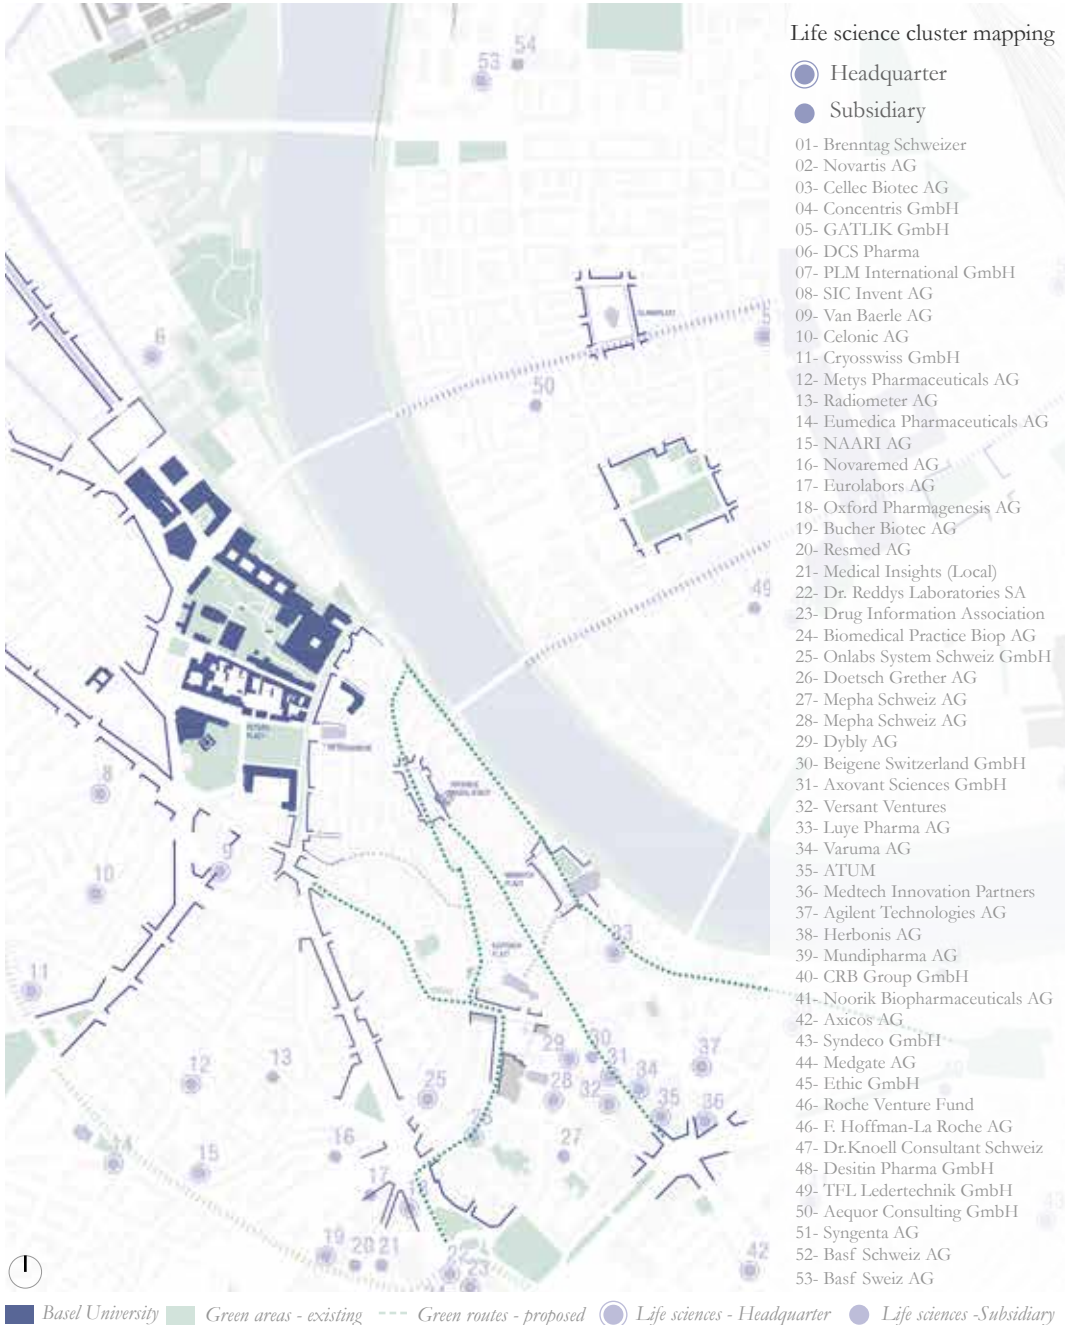 Life science cluster mapping
Headquarter
Subsidiary
01- Brenntag Schweizer
02- Novartis AG
03- Cellec Biotec AG
04- Concentris GmbH
05- GATLIK GmbH
06- DCS Pharma
07- PLM International GmbH
08- SIC Invent AG
09- Van Baerle AG
10- Celonic AG
11- Cryosswiss GmbH
12- Metys Pharmaceuticals AG
13- Radiometer AG
14- Eumedica Pharmaceuticals AG
15- NAARI AG
16- Novaremed AG
17- Eurolabors AG
18- Oxford Pharmagenesis AG
19- Bucher Biotec AG
20- Resmed AG
21- Medical Insights (Local)
22- Dr. Reddys Laboratories SA
23- Drug Information Association
24- Biomedical Practice Biop AG
25- Onlabs System Schweiz GmbH
26- Doetsch Grether AG
27- Mepha Schweiz AG
28- Mepha Schweiz AG
29- Dybly AG
30- Beigene Switzerland GmbH
31- Axovant Sciences GmbH
32- Versant Ventures
33- Luye Pharma AG
34- Varuma AG
35- ATUM
36- Medtech Innovation Partners
37- Agilent Technologies AG
38- Herbonis AG
39- Mundipharma AG
40- CRB Group GmbH
41- Noorik Biopharmaceuticals AG
42- Axicos AG
43- Syndeco GmbH
44- Medgate AG
45- Ethic GmbH
46- Roche Venture Fund
46- F. Hoffman-La Roche AG
47- Dr.Knoell Consultant Schweiz
48- Desitin Pharma GmbH
49- TFL Ledertechnik GmbH
50- Aequor Consulting GmbH
51- Syngenta AG
52- Basf Schweiz AG
53- Basf Sweiz AG
54
53
6
50
49
8
9
10
11
33
12
13
25
29
30
31
28
32
34
35
37
36
14
15
16
27
17
19
20
21
22
23
42
Basel University
Green areas - existing
Green routes - proposed
Life sciences - Headquarter
Life sciences -Subsidiary